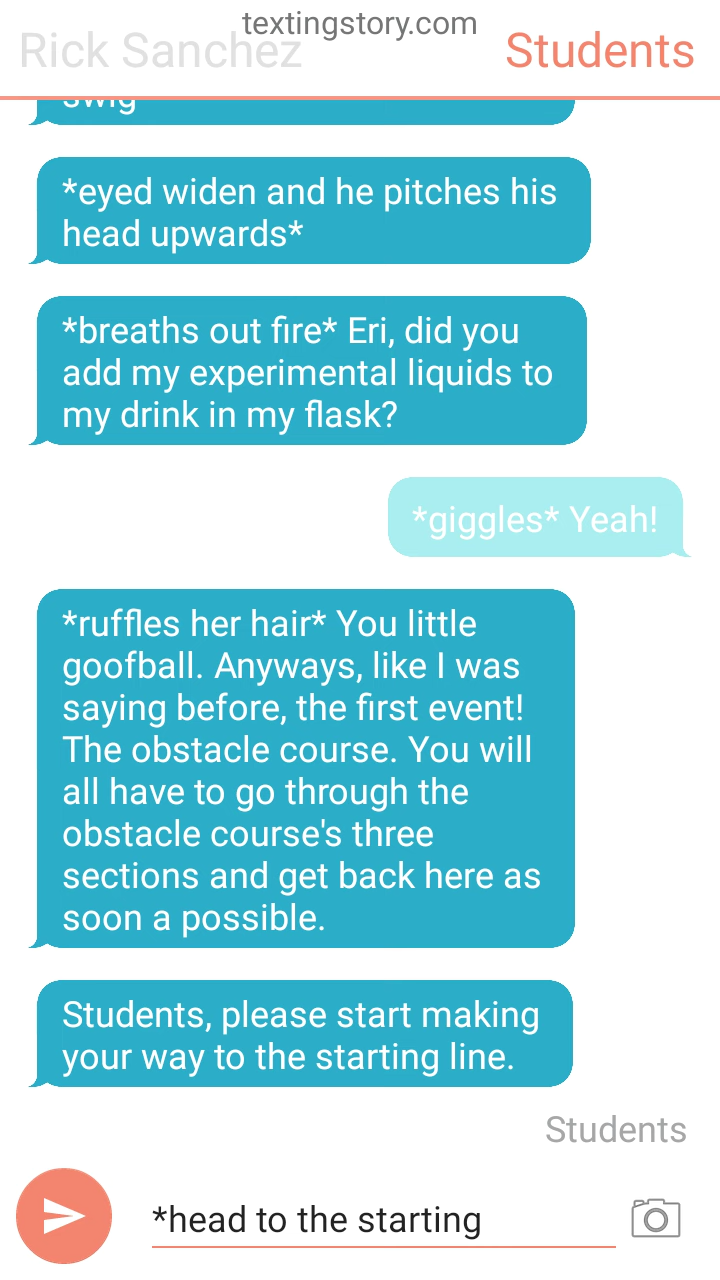 textingstory.com
Rick Sanchez
Students
swig
*eyed widen and he pitches his
head upwards*
*breaths out fire* Eri, did you
add my experimental liquids to
my drink in my flask?
*giggles* Yeah!
*ruffles her hair* You little
goofball. Anyways, like I was
saying before, the first event!
The obstacle course. You will
all have to go through the
obstacle course's three
sections and get back here as
soon a possible.
Students, please start making
your way to the starting line.
Students
*head to the starting